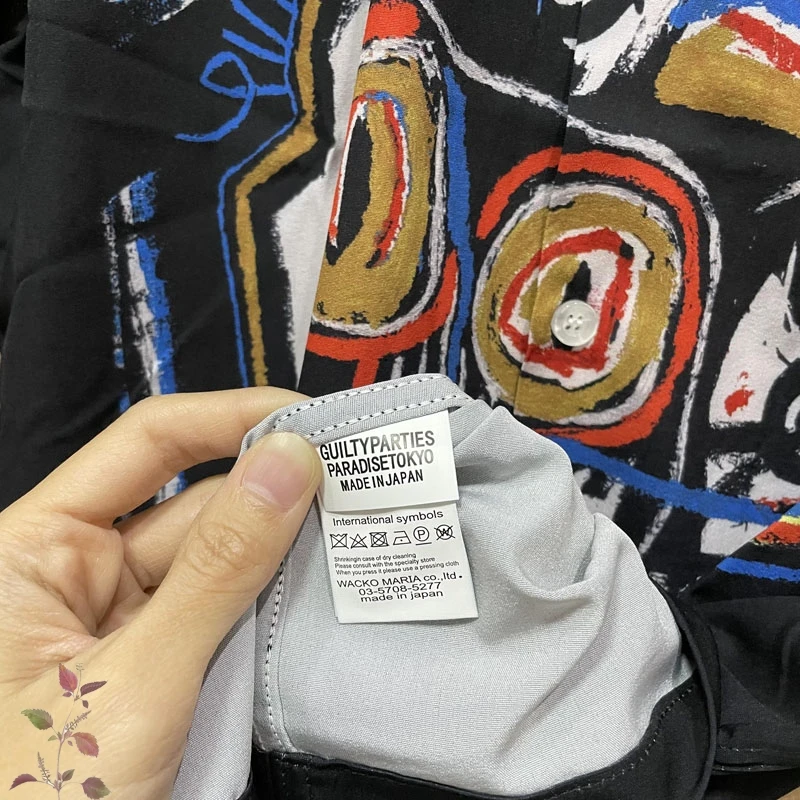 GUILTYPARTIES
PARADISETOKYO
MADE IN JAPAN
International symbols
Shrinkingin case of dry cleaning
Please consult with the specialty store
When you press it please use a pressing cloth
WACKO MARIA co.,ltd.
03-5708-5277
made in japan